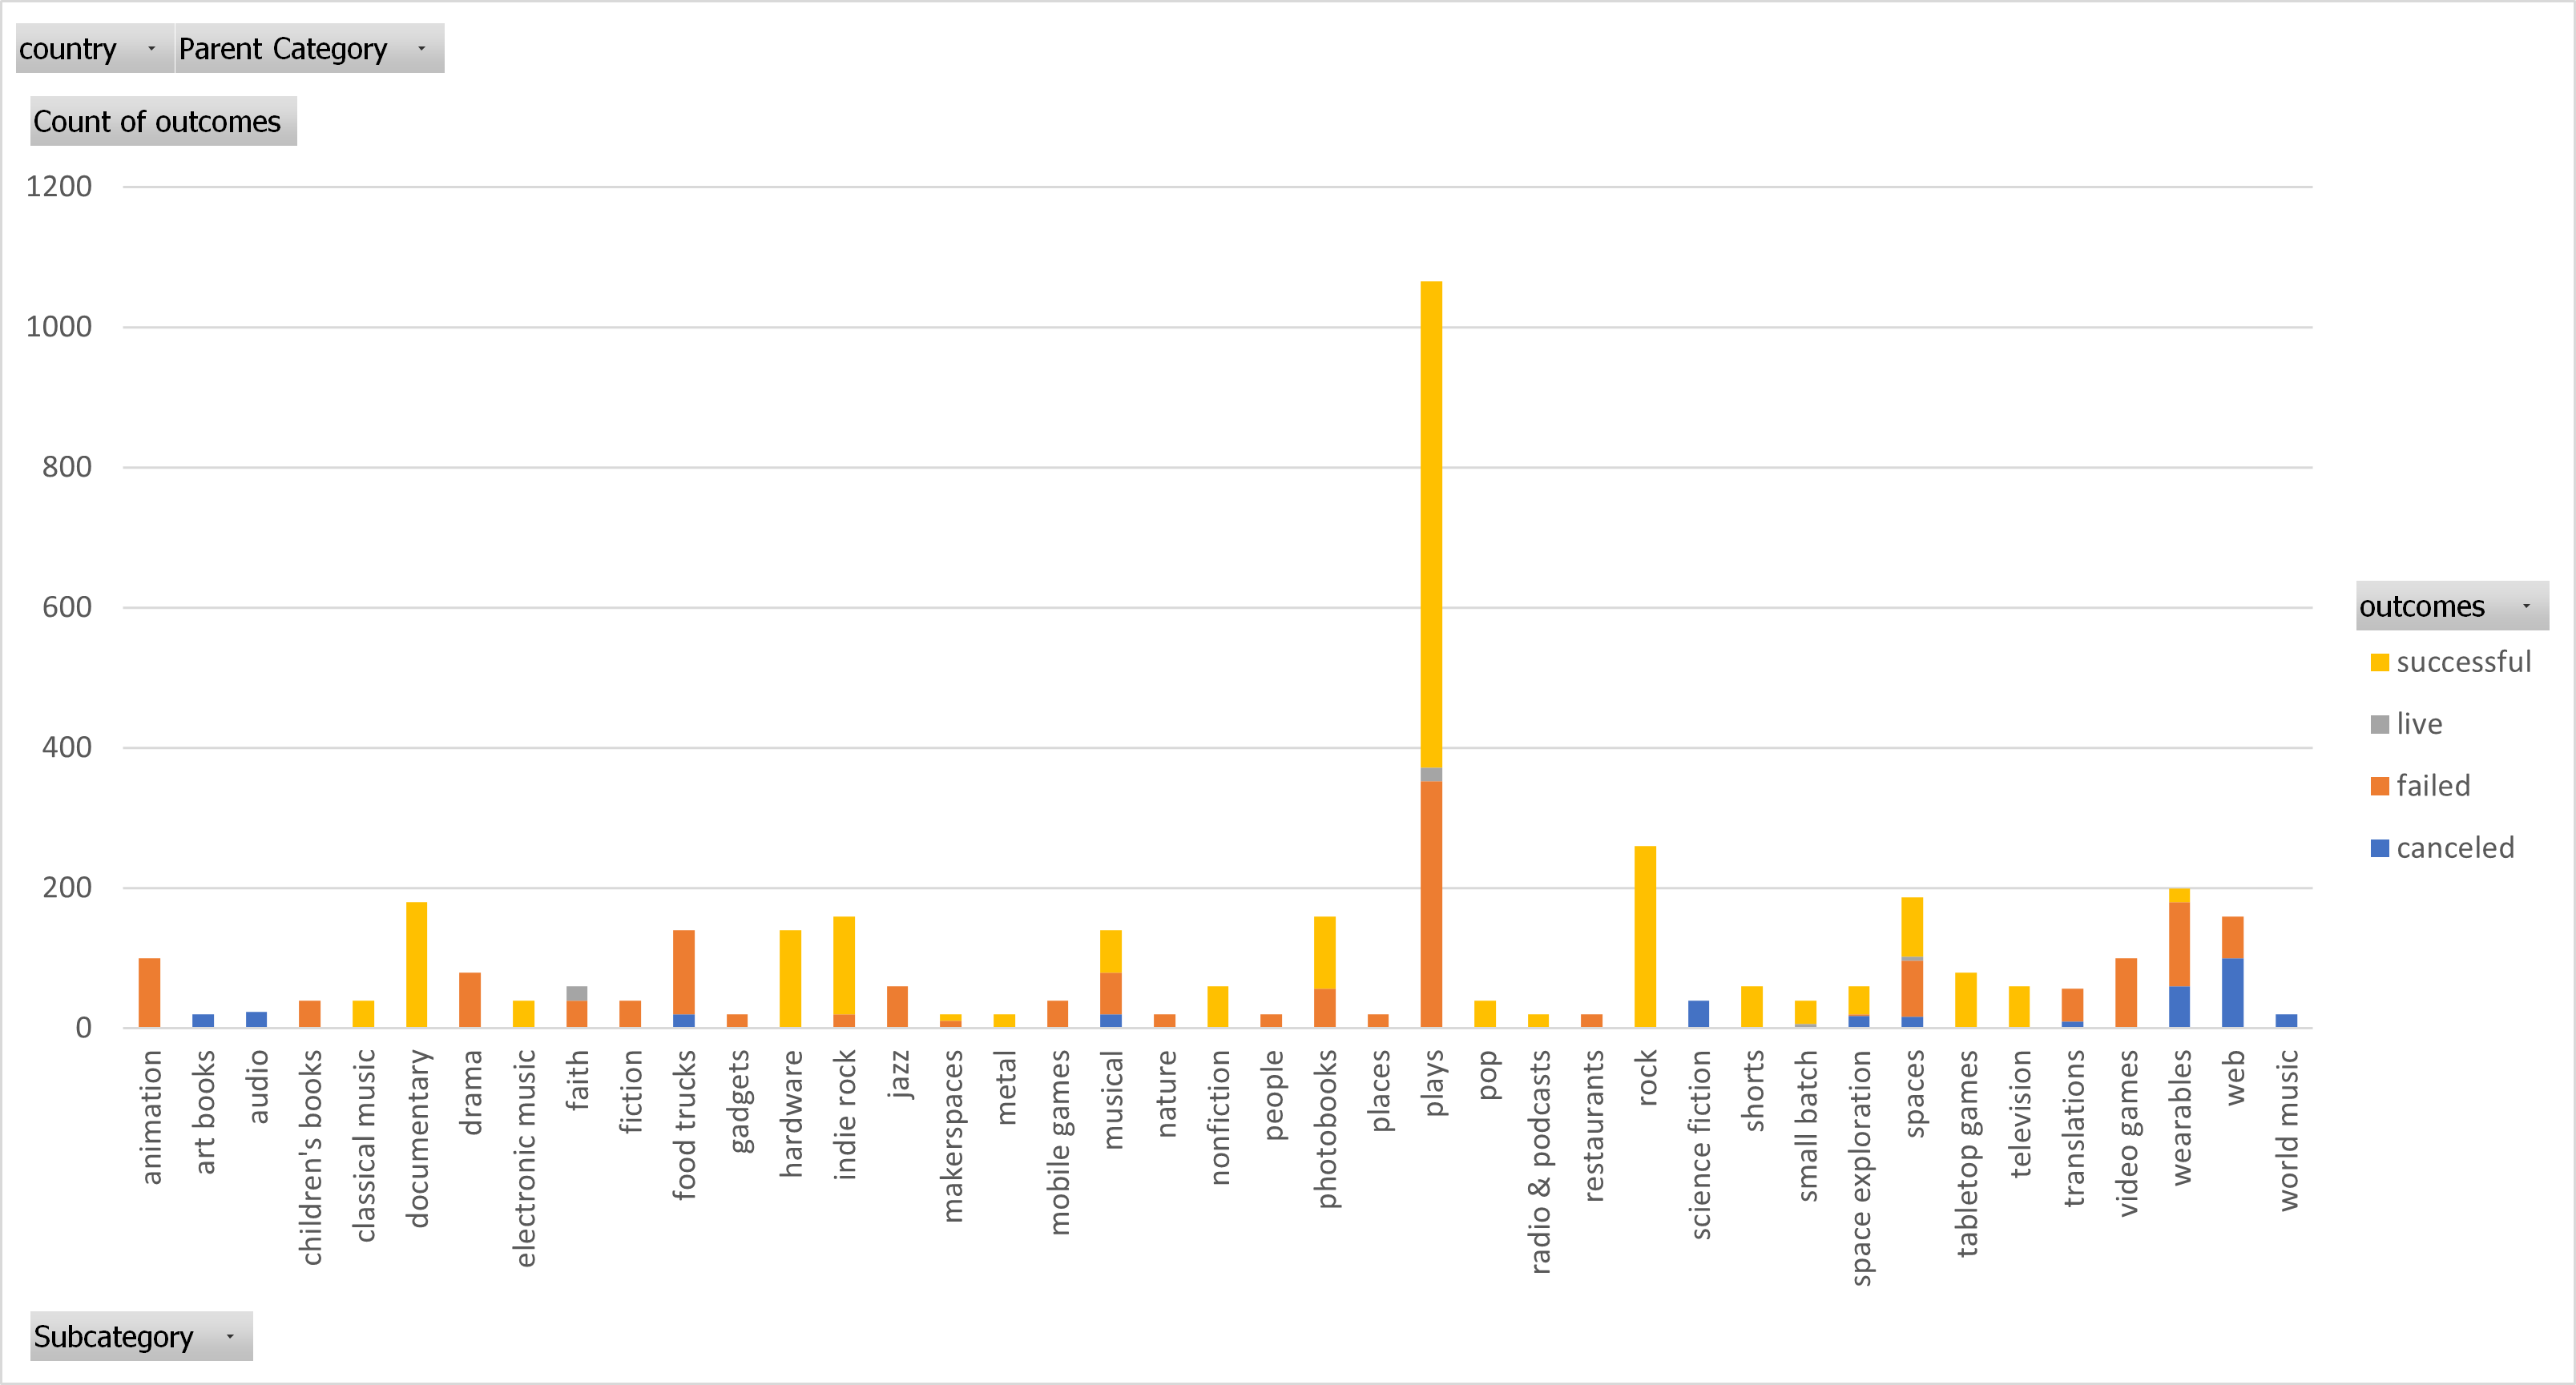 country Parent Category
Count of outcomes
1200
1000
800
600
400
200
0
outcomes
successful
live
failed
canceled
animation
art books
audio
children's books
classical music
documentary
drama
electronic music
faith
fiction
food trucks
gadgets
hardware
indie rock
jazz
makerspaces
metal
mobile games
musical
nature
nonfiction
people
photobooks
places
plays
pop
radio & podcasts
restaurants
rock
science fiction
shorts
small batch
space exploration
spaces
tabletop games
television
translations
video games
wearables
web
world music
Subcategory